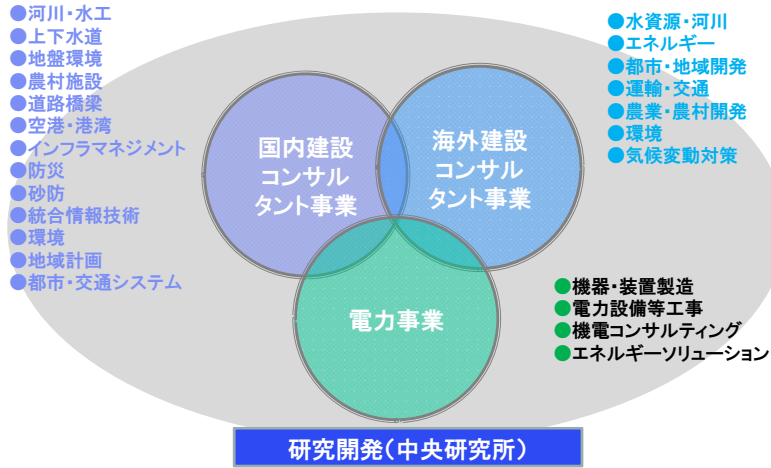 ●河川・水工
●上下水道
●地盤環境
●農村施設
●道路橋梁
●空港・港湾
●インフラマネジメント
●防災
●砂防
●統合情報技術
●環境
●地域計画
●都市・交通システム
国内建設
コンサル
タント事業
海外建設
コンサル
タント事業
●水資源・河川
●エネルギー
●都市・地域開発
●運輸・交通
●農業・農村開発
●環境
●気候変動対策
電力事業
●機器・装置製造
●電力設備等工事
●機電コンサルティング
●エネルギーソリューション
研究開発（中央研究所）